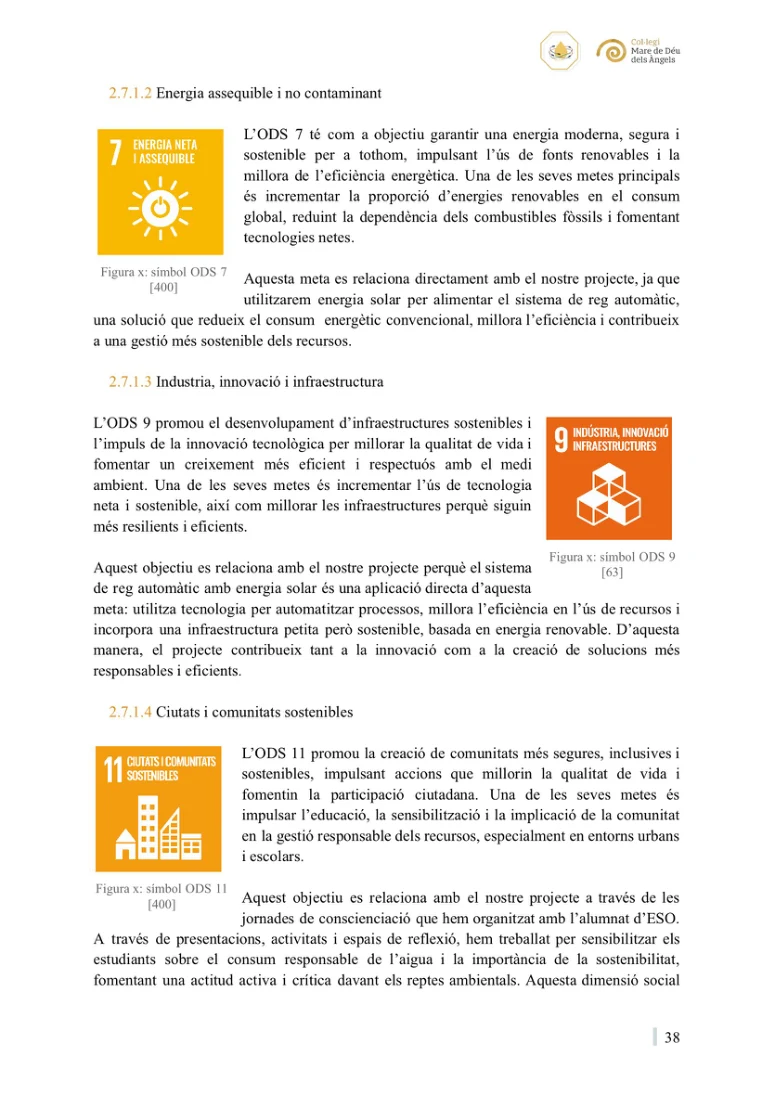 Col·legi
Mare de Déu
dels Àngels
2.7.1.2 Energia assequible i no contaminant
7 ENERGIA NETA
I ASSEQUIBLE
Figura x: símbol ODS 7
[400]
L’ODS 7 té com a objectiu garantir una energia moderna, segura i
sostenible per a tothom, impulsant l’ús de fonts renovables i la
millora de l’eficiència energètica. Una de les seves metes principals
és incrementar la proporció d’energies renovables en el consum
global, reduint la dependència dels combustibles fòssils i fomentant
tecnologies netes.
Aquesta meta es relaciona directament amb el nostre projecte, ja que
utilitzarem energia solar per alimentar el sistema de reg automàtic,
una solució que redueix el consum energètic convencional, millora l’eficiència i contribueix
a una gestió més sostenible dels recursos.
2.7.1.3 Industria, innovació i infraestructura
L’ODS 9 promou el desenvolupament d’infraestructures sostenibles i
l’impuls de la innovació tecnològica per millorar la qualitat de vida i
fomentar un creixement més eficient i respectuós amb el medi
ambient. Una de les seves metes és incrementar l’ús de tecnologia
neta i sostenible, així com millorar les infraestructures perquè siguin
més resilients i eficients.
9 INDÚSTRIA, INNOVACIÓ
INFRAESTRUCTURES
Figura x: símbol ODS 9
[63]
Aquest objectiu es relaciona amb el nostre projecte perquè el sistema
de reg automàtic amb energia solar és una aplicació directa d’aquesta
meta: utilitza tecnologia per automatitzar processos, millora l’eficiència en l’ús de recursos i
incorpora una infraestructura petita però sostenible, basada en energia renovable. D’aquesta
manera, el projecte contribueix tant a la innovació com a la creació de solucions més
responsables i eficients.
2.7.1.4 Ciutats i comunitats sostenibles
11 CIUTATS I COMUNITATS
SOSTENIBLES
Figura x: símbol ODS 11
[400]
L’ODS 11 promou la creació de comunitats més segures, inclusives i
sostenibles, impulsant accions que millorin la qualitat de vida i
fomentin la participació ciutadana. Una de les seves metes és
impulsar l’educació, la sensibilització i la implicació de la comunitat
en la gestió responsable dels recursos, especialment en entorns urbans
i escolars.
Aquest objectiu es relaciona amb el nostre projecte a través de les
jornades de conscienciació que hem organitzat amb l’alumnat d’ESO.
A través de presentacions, activitats i espais de reflexió, hem treballat per sensibilitzar els
estudiants sobre el consum responsable de l’aigua i la importància de la sostenibilitat,
fomentant una actitud activa i crítica davant els reptes ambientals. Aquesta dimensió social
38